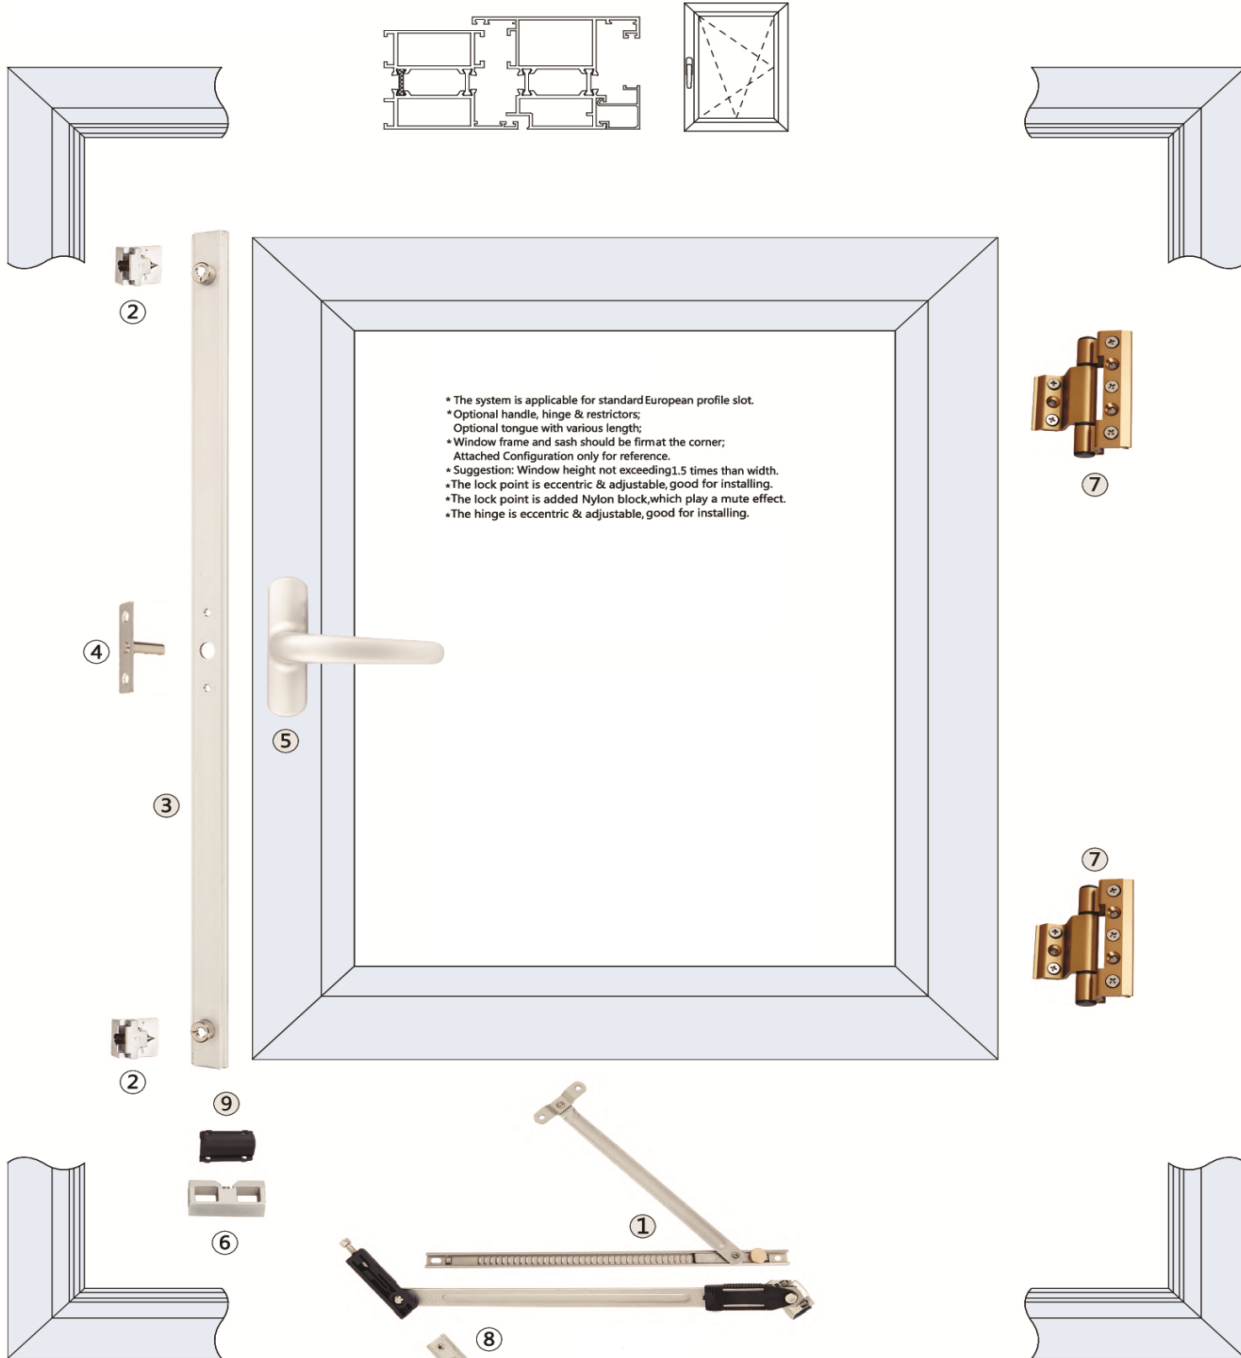 ②
* The system is applicable for standard European profile slot.
* Optional handle, hinge & restrictors;
Optional tongue with various length;
* Window frame and sash should be firmat the corner;
Attached Configuration only for reference.
* Suggestion: Window height not exceeding1.5 times than width.
*The lock point is eccentric & adjustable, good for installing.
*The lock point is added Nylon block,which play a mute effect.
*The hinge is eccentric & adjustable, good for installing.
⑦
④
⑤
③
⑦
②
⑨
①
⑥
⑧